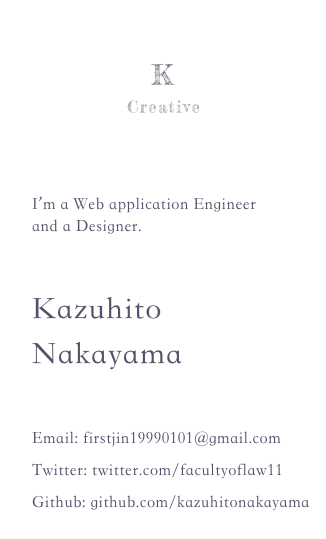 K
Creative
I'm a Web application Engineer
and a Designer.
Kazuhito
Nakayama
Email: firstjin19990101@gmail.com
Twitter: twitter.com/facultyoflaw11
Github: github.com/kazuhitonakayama